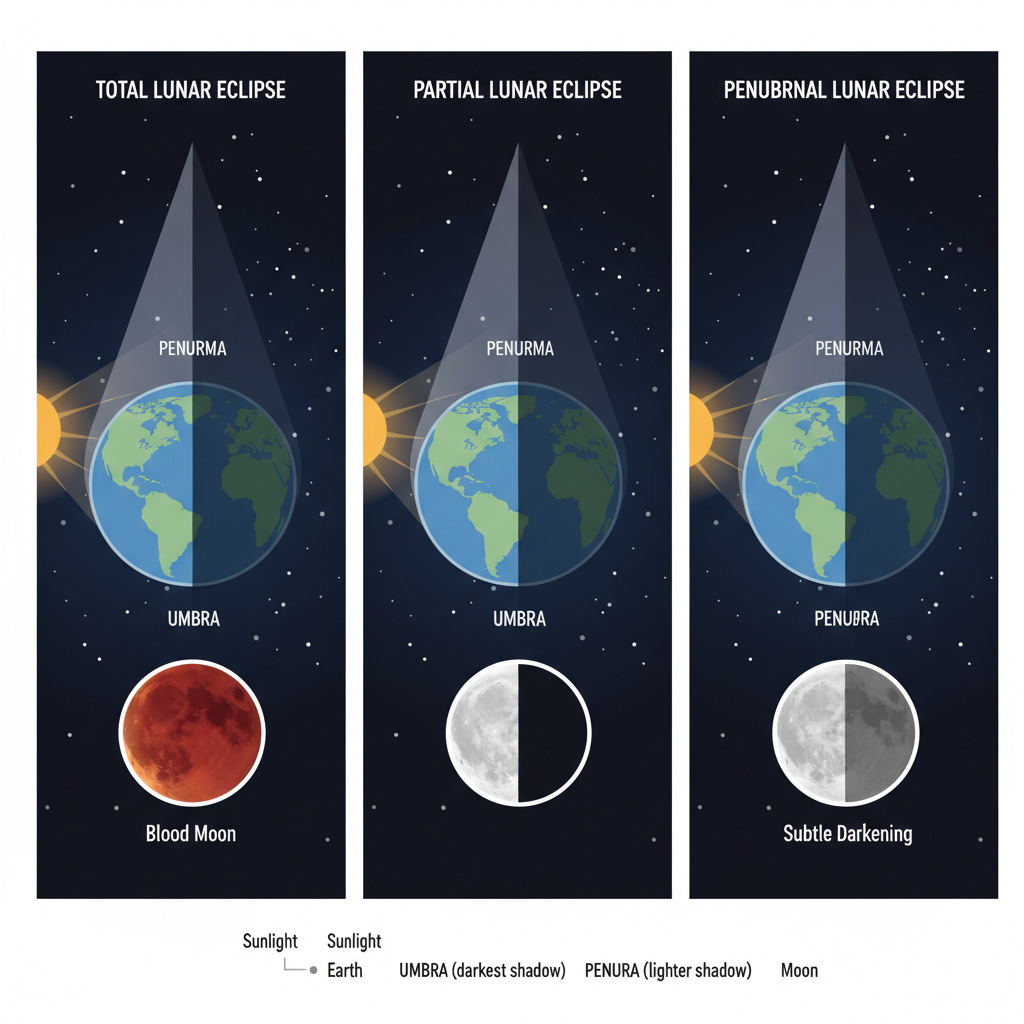 TOTAL LUNAR ECLIPSE
PENURMA
UMBRA
Blood Moon
PARTIAL LUNAR ECLIPSE
PENURMA
UMBRA
PENUBRNAL LUNAR ECLIPSE
PENURMA
PENUBRA
Subtle Darkening
Sunlight Sunlight
Earth UMBRA (darkest shadow) PENURA (lighter shadow) Moon